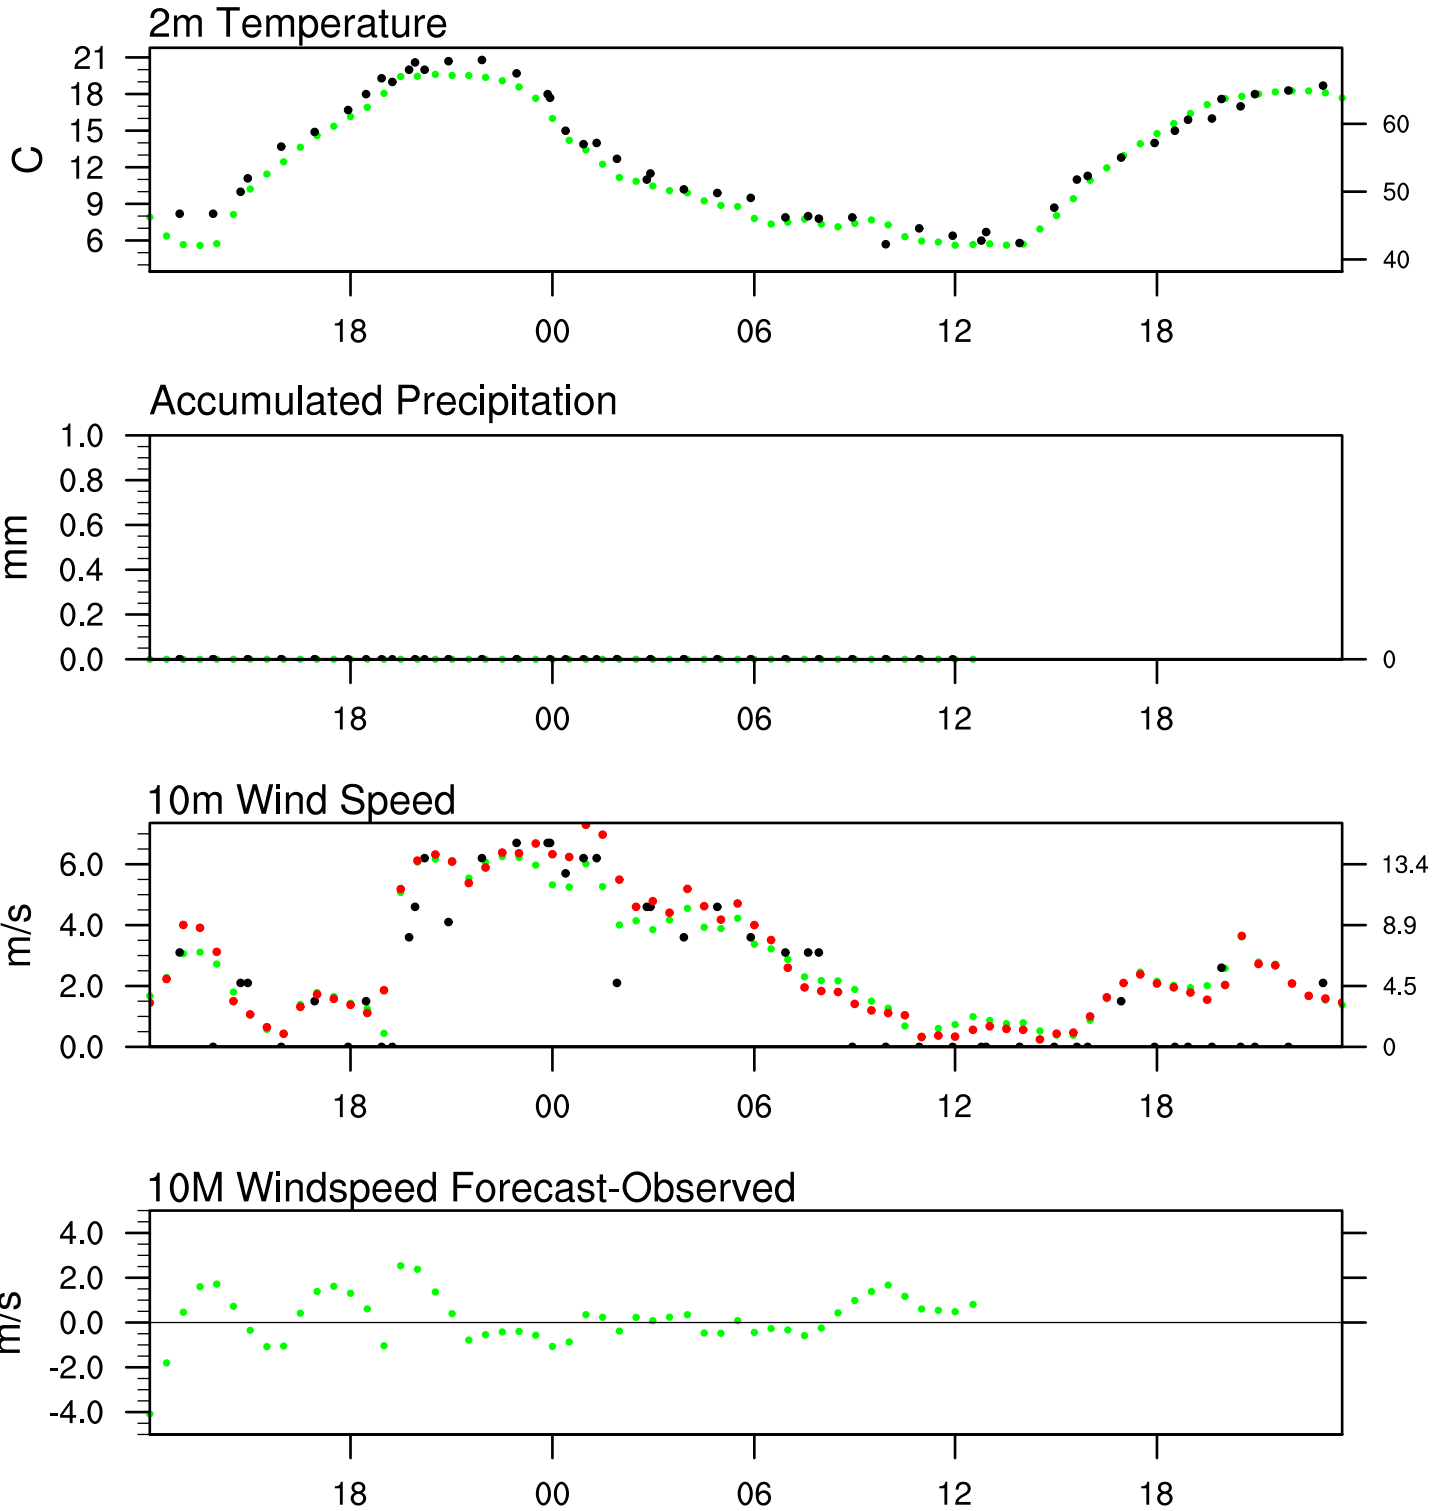 2m Temperature
21
18
15
12
9
6
C
60
50
40
18 00 06 12 18
Accumulated Precipitation
1.0
0.8
0.6
0.4
0.2
0.0
mm
0
18 00 06 12 18
10m Wind Speed
6.0
4.0
2.0
0.0
m/s
13.4
8.9
4.5
0
18 00 06 12 18
10M Windspeed Forecast-Observed
4.0
2.0
0.0
-2.0
-4.0
m/s
18 00 06 12 18